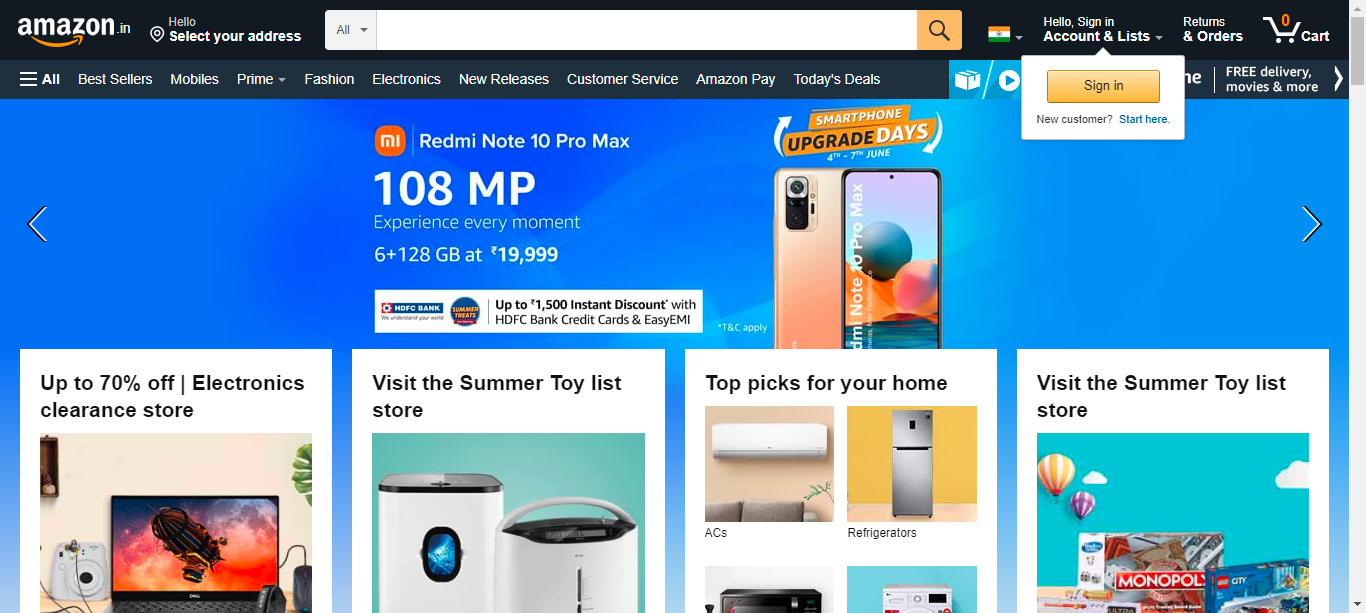 amazon.in
Hello
Select your address
All
Hello, Sign in
Account & Lists
Returns
& Orders
0
Cart
All
Best Sellers
Mobiles
Prime
Fashion
Electronics
New Releases
Customer Service
Amazon Pay
Today's Deals
FREE delivery,
movies & more
Sign in
New customer? Start here.
mi
Redmi Note 10 Pro Max
108 MP
Experience every moment
6+128 GB at ₹19,999
HDFC BANK
We understand your world
SUMMER
TREATS
Up to ₹1,500 Instant Discount* with
HDFC Bank Credit Cards & EasyEMI
*T&C apply
SMARTPHONE
UPGRADE DAYS
4TH - 7TH JUNE
Up to 70% off | Electronics
clearance store
Visit the Summer Toy list
store
Top picks for your home
ACs
Refrigerators
Visit the Summer Toy list
store
DELL
MONOPOLY
LEGO CITY